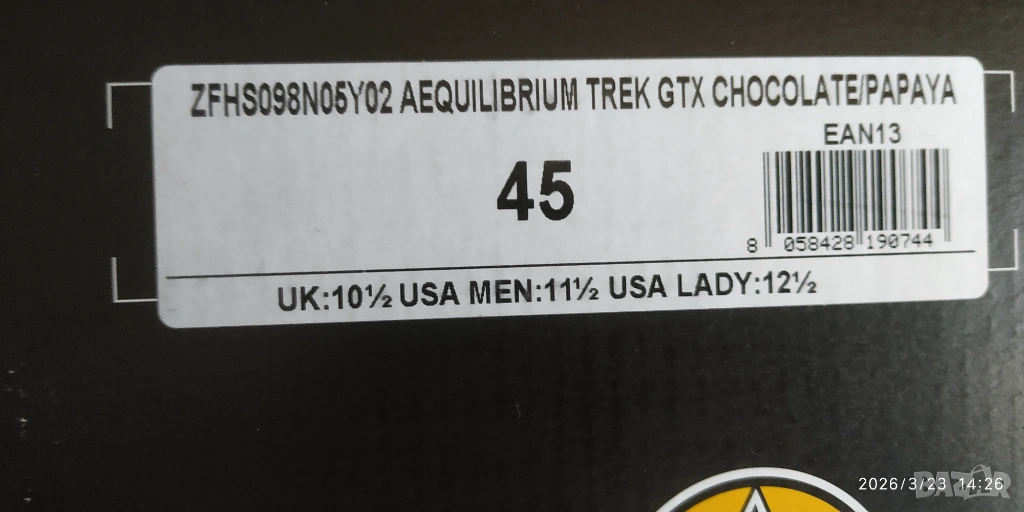 ZFHS098N05Y02 AEQUILIBRIUM TREK GTX CHOCOLATE/PAPAYA
EAN13
45
8 058428 190744
UK:10½ USA MEN:11½ USA LADY:12½
2026/3/23 14:26
BAZAR